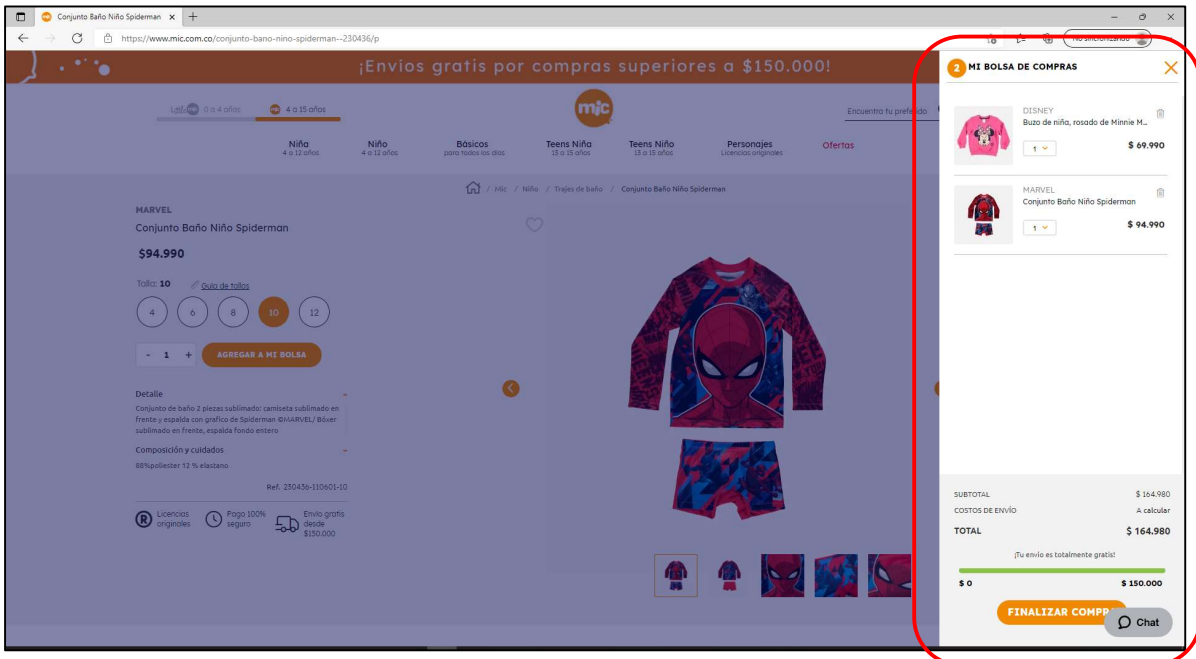 Conjunto Baño Niño Spiderman
https://www.mic.com.co/conjunto-bano-nino-spiderman--230436/p
No sincronizando
¡Envíos gratis por compras superiores a $150.000!
0 a 4 años
mic 4 a 15 años
mic
Encuentra tu preferido
Niña
4 a 12 años
Niño
4 a 12 años
Básicos
para todos los días
Teens Niña
13 a 15 años
Teens Niño
13 a 15 años
Personajes
Licencias originales
Ofertas
/ Mic / Niño / Trajes de baño / Conjunto Baño Niño Spiderman
MARVEL
Conjunto Baño Niño Spiderman
$94.990
Talla: 10 Guia de tallas
4 6 8 10 12
- 1 + AGREGAR A MI BOLSA
Detalle -
Conjunto de baño 2 piezas sublimado: camiseta sublimado en
frente y espalda con grafico de Spiderman ©MARVEL/ Bóxer
sublimado en frente, espalda fondo entero
Composición y cuidados -
88%poliester 12 % elastano
Ref. 230436-110601-10
® Licencias
originales
Pago 100%
seguro
Envío gratis
desde
$150.000
2 MI BOLSA DE COMPRAS
DISNEY
Buzo de niña, rosado de Minnie M...
1 $ 69.990
MARVEL
Conjunto Baño Niño Spiderman
1 $ 94.990
SUBTOTAL $ 164.980
COSTOS DE ENVÍO A calcular
TOTAL $ 164.980
¡Tu envío es totalmente gratis!
$ 0 $ 150.000
FINALIZAR COMPRA
Chat